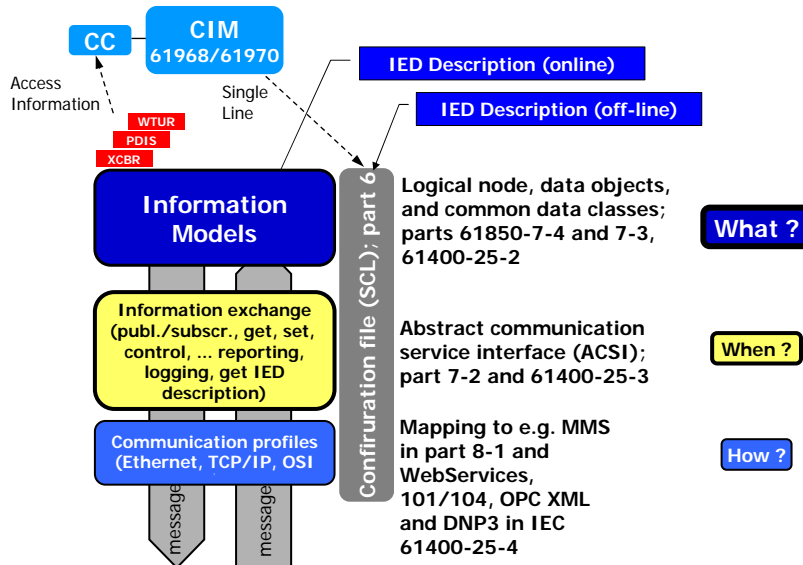 CC
CIM
61968/61970
Access
Information
Single
Line
IED Description (online)
IED Description (off-line)
WTUR
PDIS
XCBR
Information
Models
Confiruration file (SCL); part 6
Logical node, data objects,
and common data classes;
parts 61850-7-4 and 7-3,
61400-25-2
What ?
Information exchange
(publ./subscr., get, set,
control, ... reporting,
logging, get IED
description)
Abstract communication
service interface (ACSI);
part 7-2 and 61400-25-3
When ?
Communication profiles
(Ethernet, TCP/IP, OSI
Mapping to e.g. MMS
in part 8-1 and
WebServices,
101/104, OPC XML
and DNP3 in IEC
61400-25-4
How ?
message
message